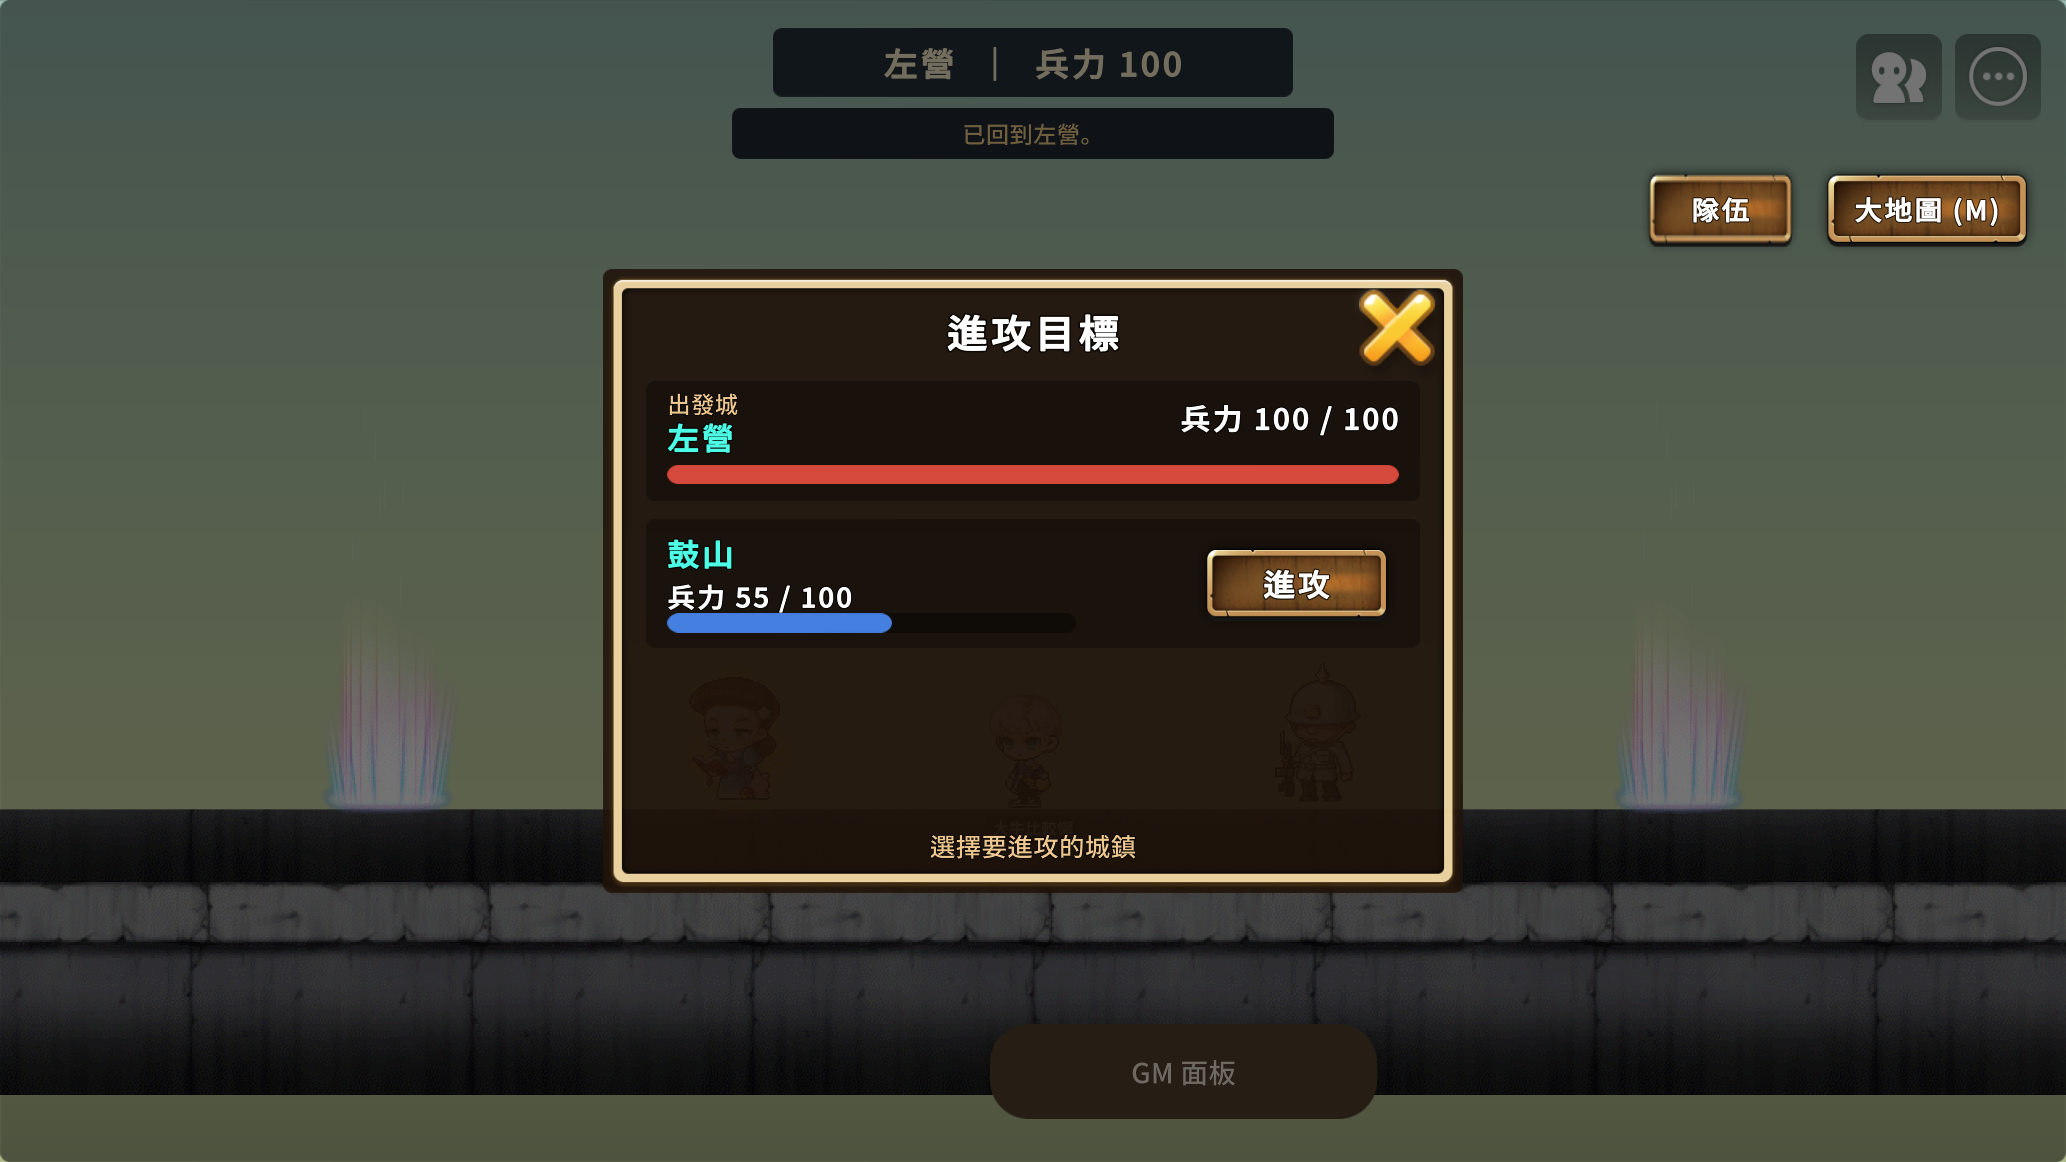 左營 ｜ 兵力 100
已回到左營。
隊伍
大地圖 (M)
進攻目標
出發城
左營
兵力 100 / 100
鼓山
兵力 55 / 100
進攻
選擇要進攻的城鎮
GM 面板